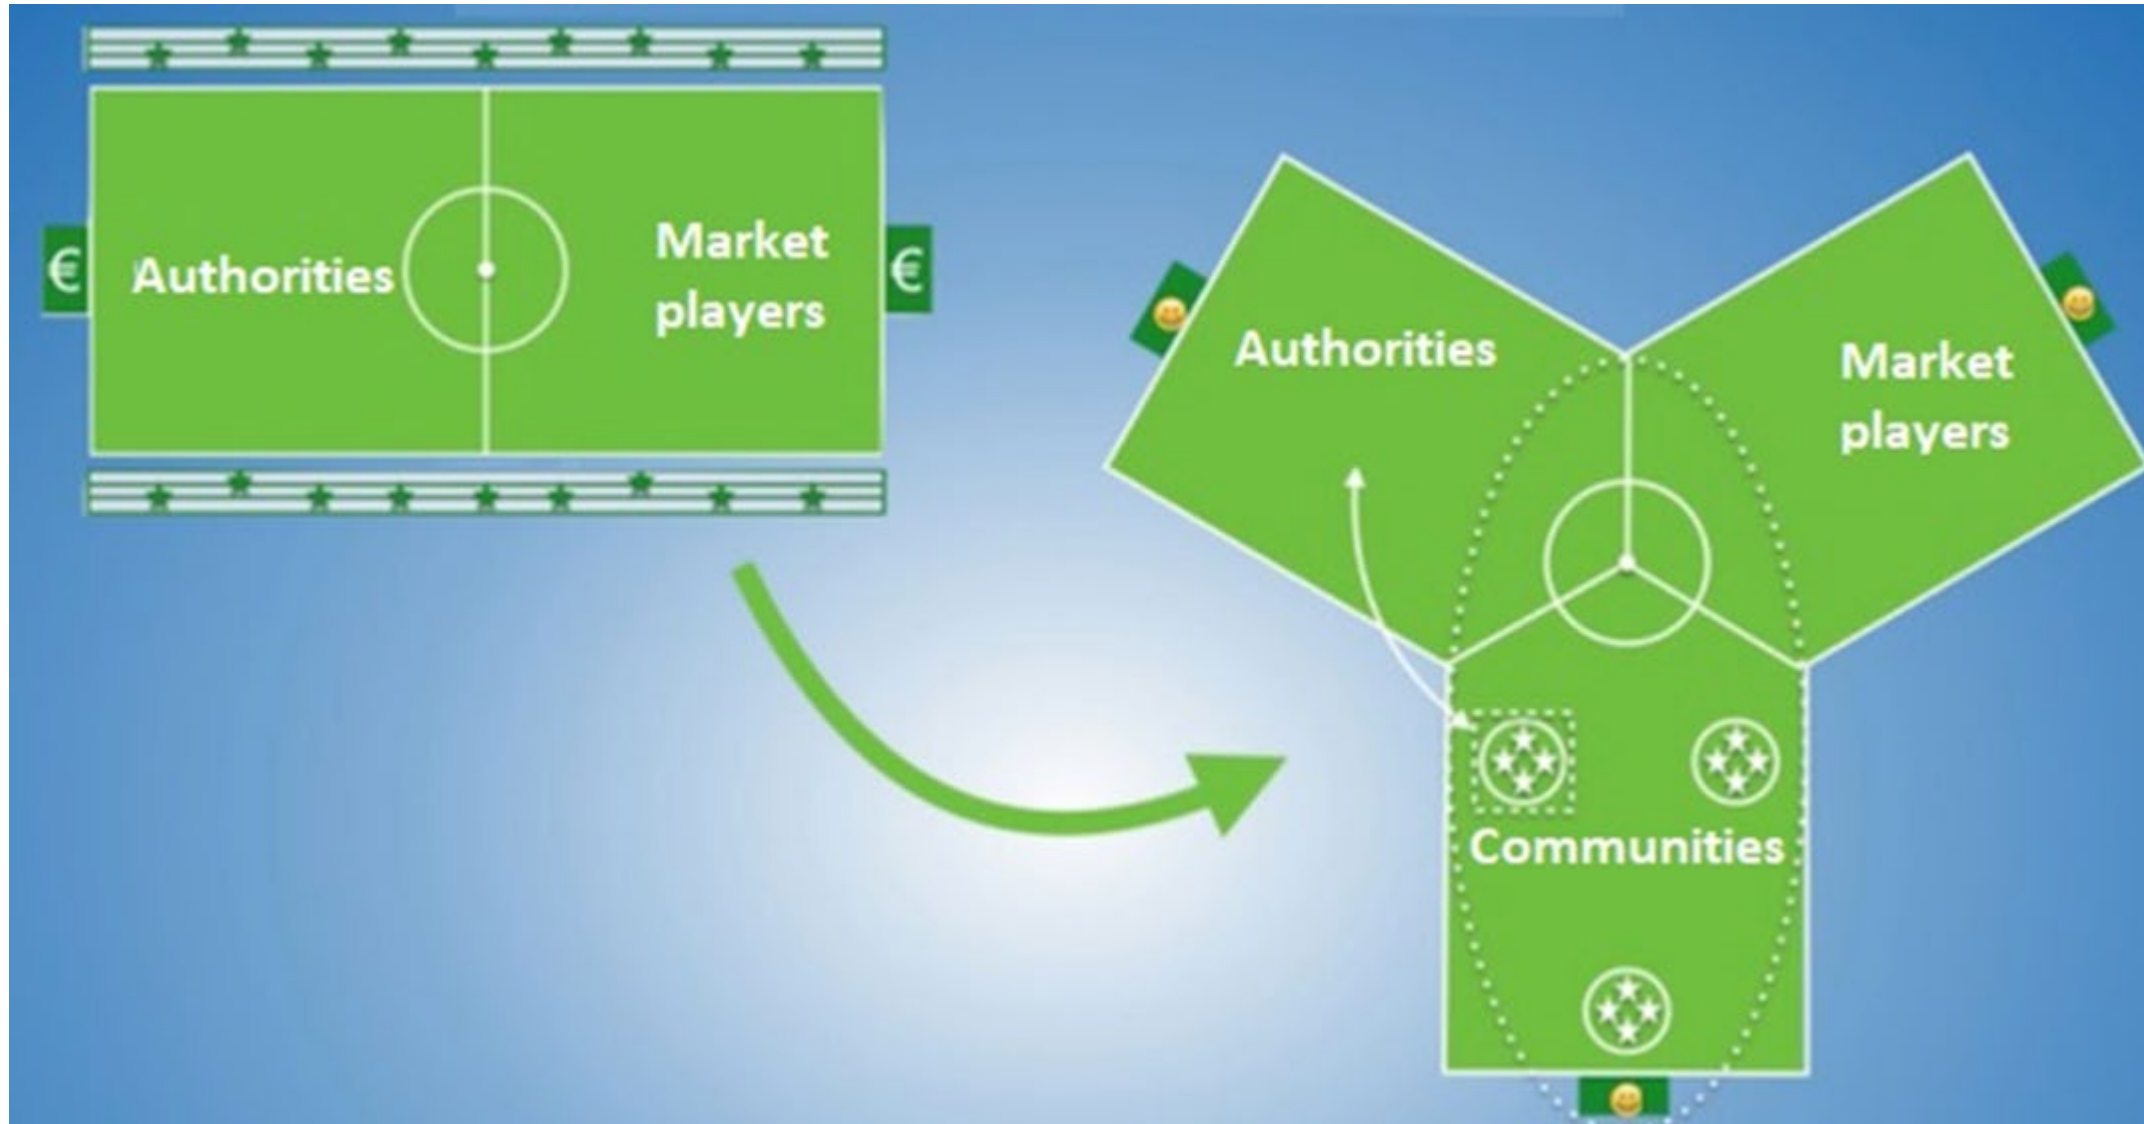 €
Authorities
Market
players
€
Authorities
Market
players
Communities